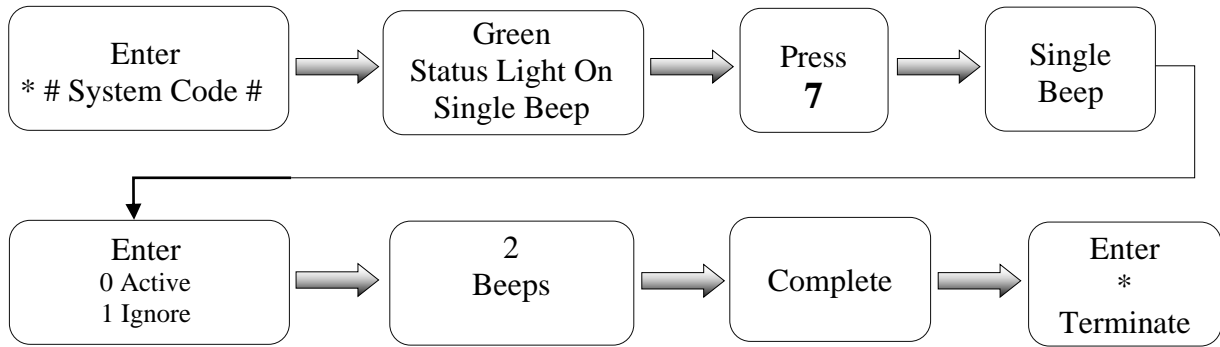 Enter
* # System Code #
Green
Status Light On
Single Beep
Press
7
Single
Beep
Enter
0 Active
1 Ignore
2
Beeps
Complete
Enter
*
Terminate